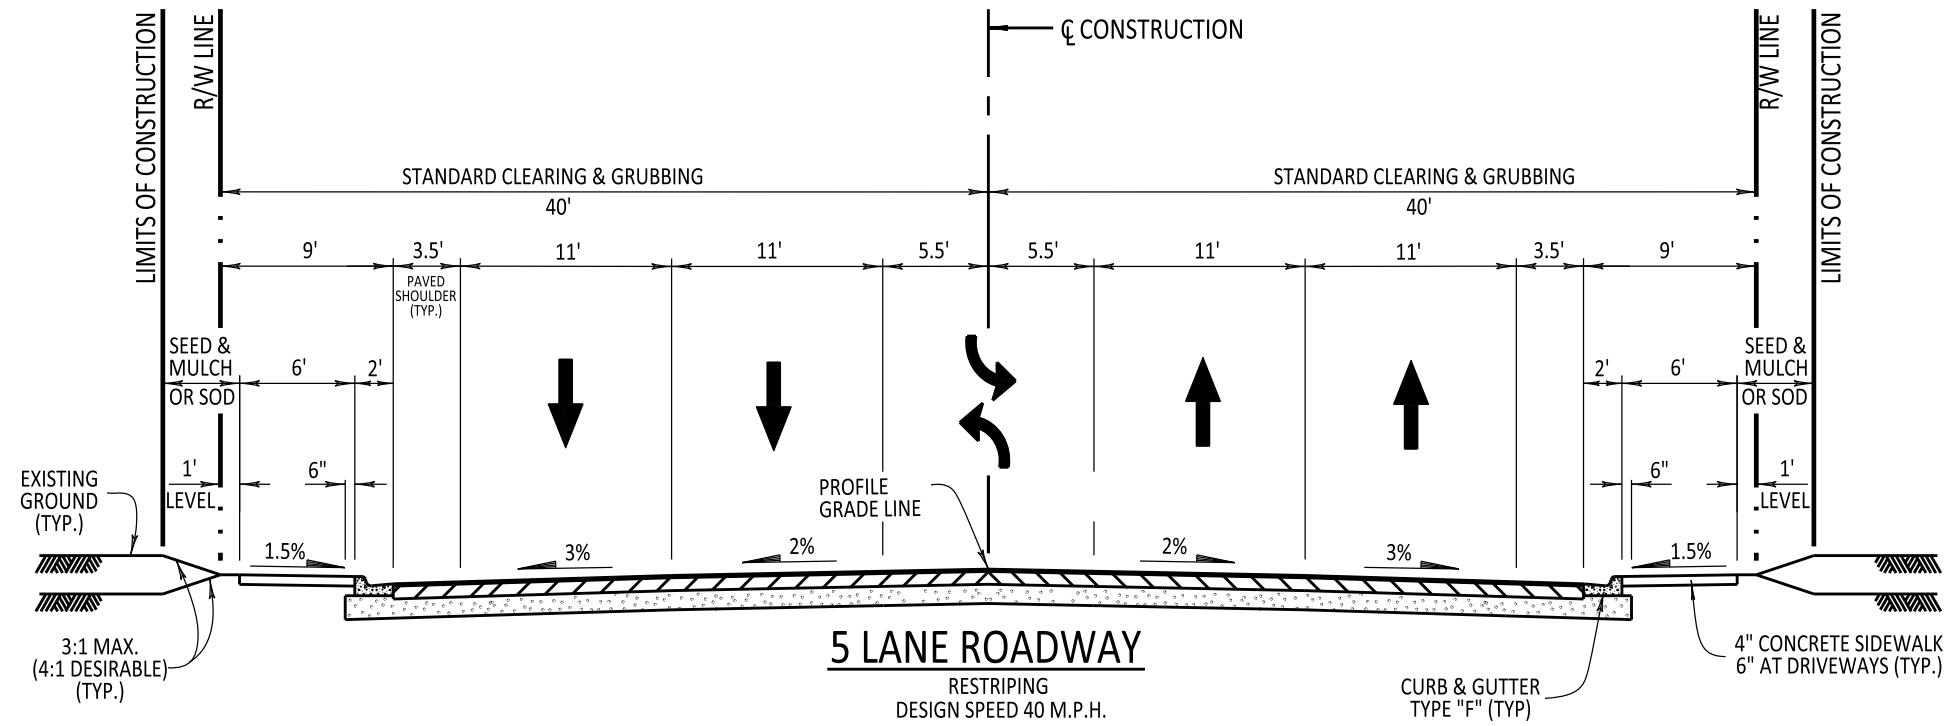 LIMITS OF CONSTRUCTION
R/W LINE
℄ CONSTRUCTION
R/W LINE
LIMITS OF CONSTRUCTION
STANDARD CLEARING & GRUBBING
40'
STANDARD CLEARING & GRUBBING
40'
9'
3.5'
11'
11'
5.5'
5.5'
11'
11'
3.5'
9'
PAVED
SHOULDER
(TYP.)
SEED &
MULCH
OR SOD
6'
2'
2'
6'
SEED &
MULCH
OR SOD
1'
LEVEL
6"
6"
1'
LEVEL
EXISTING
GROUND
(TYP.)
PROFILE
GRADE LINE
1.5%
3%
2%
2%
3%
1.5%
3:1 MAX.
(4:1 DESIRABLE)
(TYP.)
5 LANE ROADWAY
RESTRIPING
DESIGN SPEED 40 M.P.H.
CURB & GUTTER
TYPE "F" (TYP)
4" CONCRETE SIDEWALK
6" AT DRIVEWAYS (TYP.)